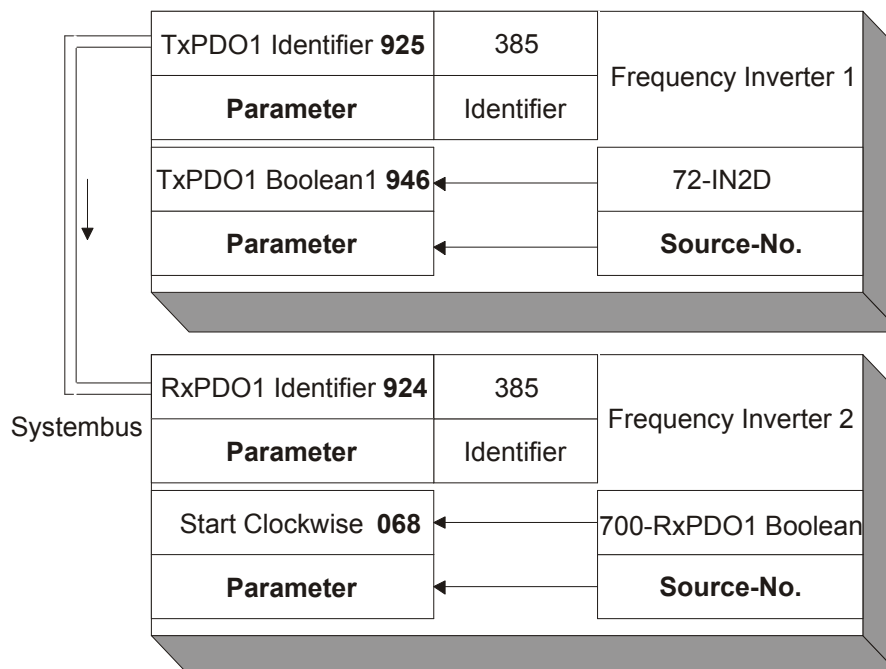 TxPDO1 Identifier 925
385
Frequency Inverter 1
Parameter
Identifier
TxPDO1 Boolean1 946
72-IN2D
Parameter
Source-No.
RxPDO1 Identifier 924
385
Frequency Inverter 2
Systembus
Parameter
Identifier
Start Clockwise 068
700-RxPDO1 Boolean
Parameter
Source-No.